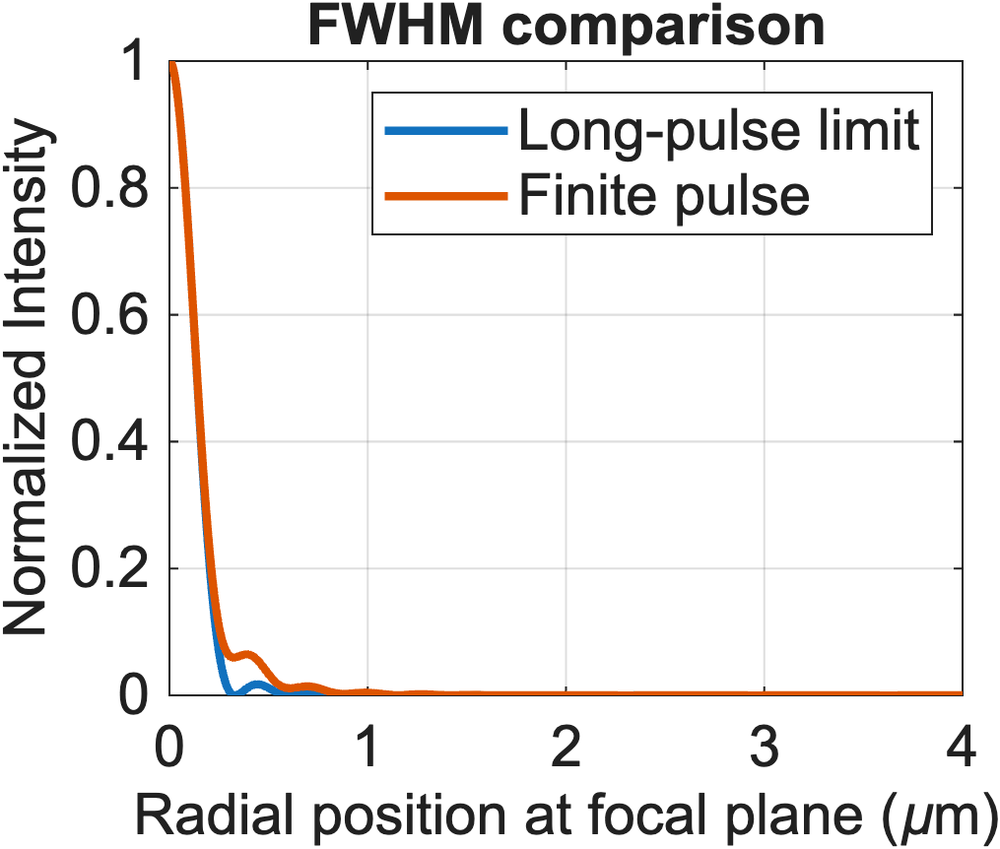 FWHM comparison
Normalized Intensity
1
0.8
0.6
0.4
0.2
0
Long-pulse limit
Finite pulse
0 1 2 3 4
Radial position at focal plane (μm)